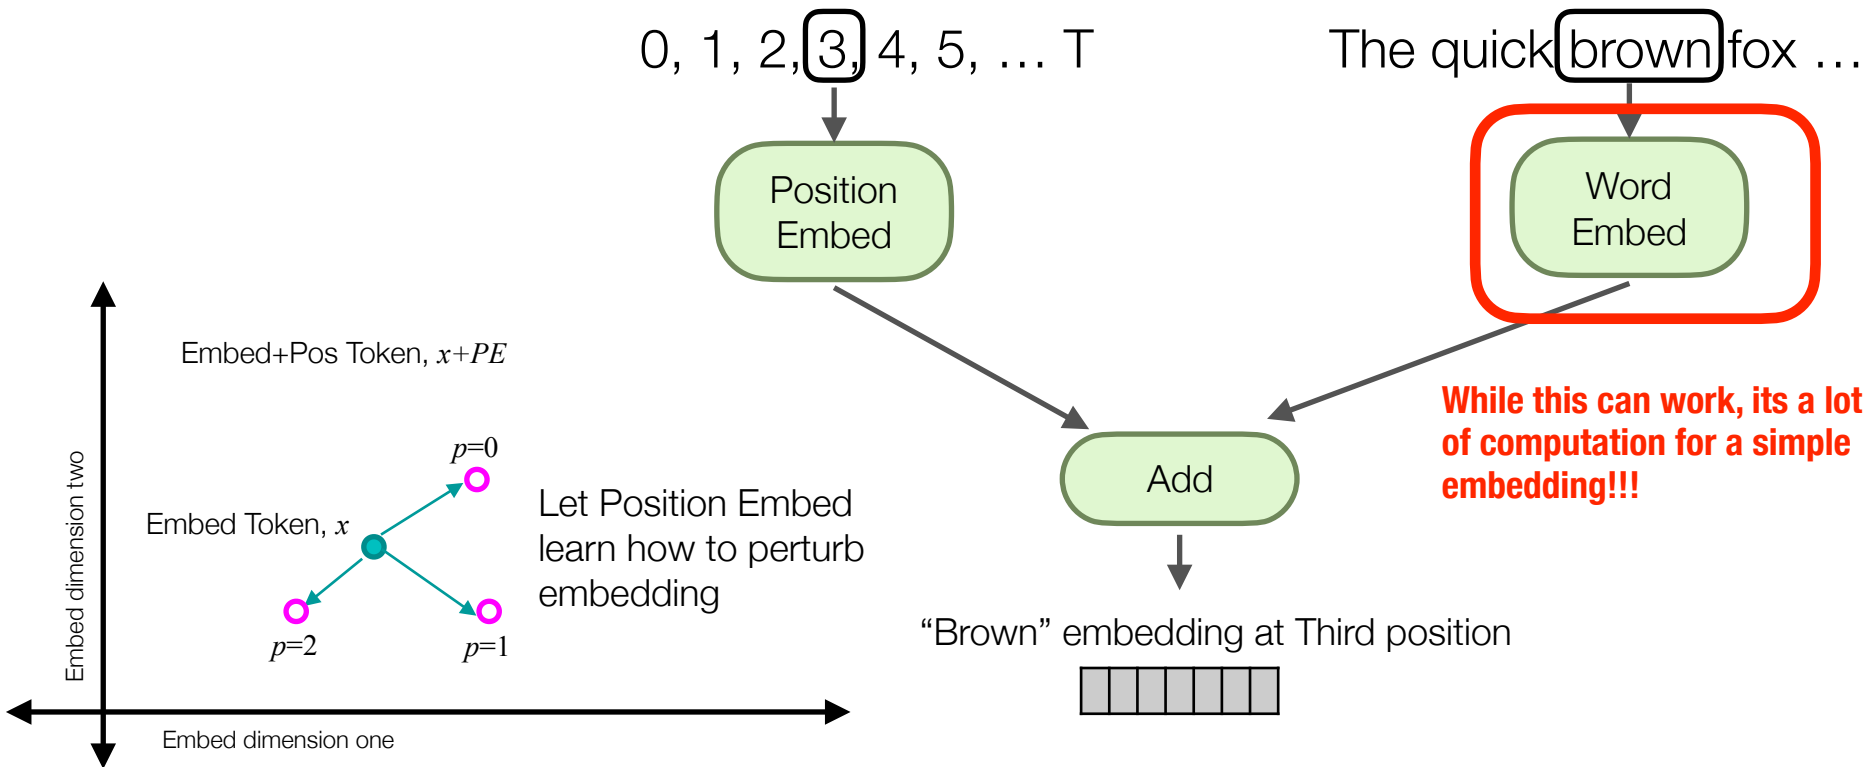 0, 1, 2, 3, 4, 5, … T
The quick brown fox …
Position
Embed
Word
Embed
Embed+Pos Token, x+PE
While this can work, its a lot
of computation for a simple
embedding!!!
Add
p=0
Embed Token, x
p=2
p=1
Let Position Embed
learn how to perturb
embedding
“Brown” embedding at Third position
Embed dimension two
Embed dimension one